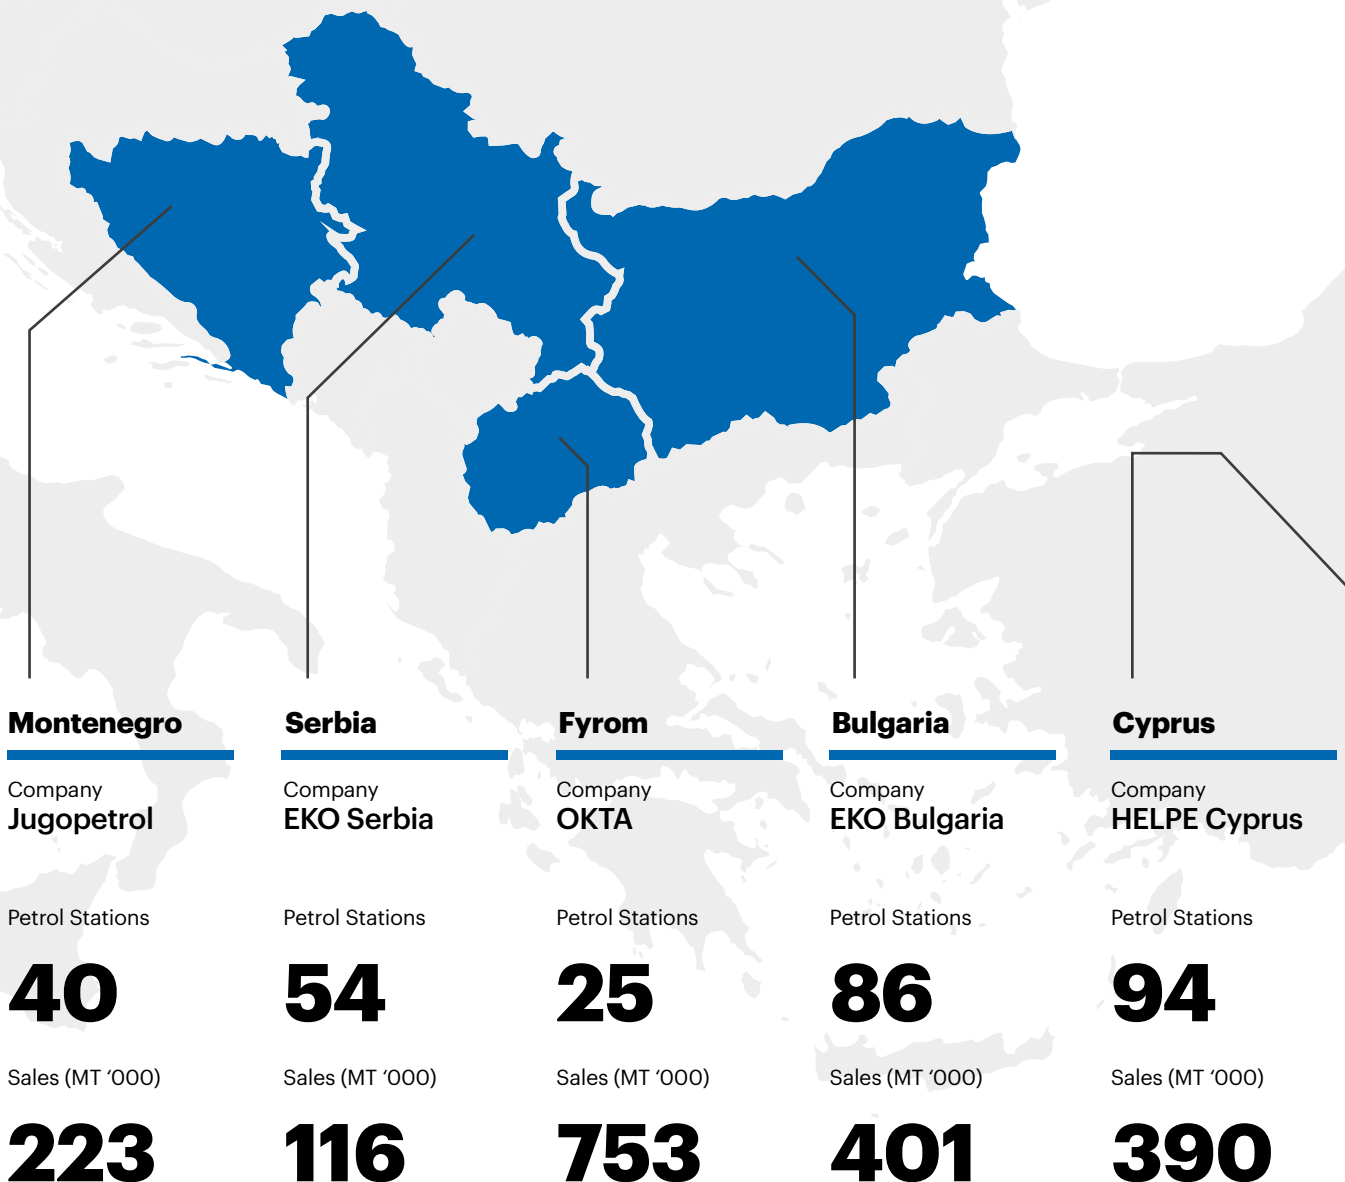 Montenegro
Company
Jugopetrol
Petrol Stations
40
Sales (MT ‘000)
223
Serbia
Company
EKO Serbia
Petrol Stations
54
Sales (MT ‘000)
116
Fyrom
Company
OKTA
Petrol Stations
25
Sales (MT ‘000)
753
Bulgaria
Company
EKO Bulgaria
Petrol Stations
86
Sales (MT ‘000)
401
Cyprus
Company
HELPE Cyprus
Petrol Stations
94
Sales (MT ‘000)
390